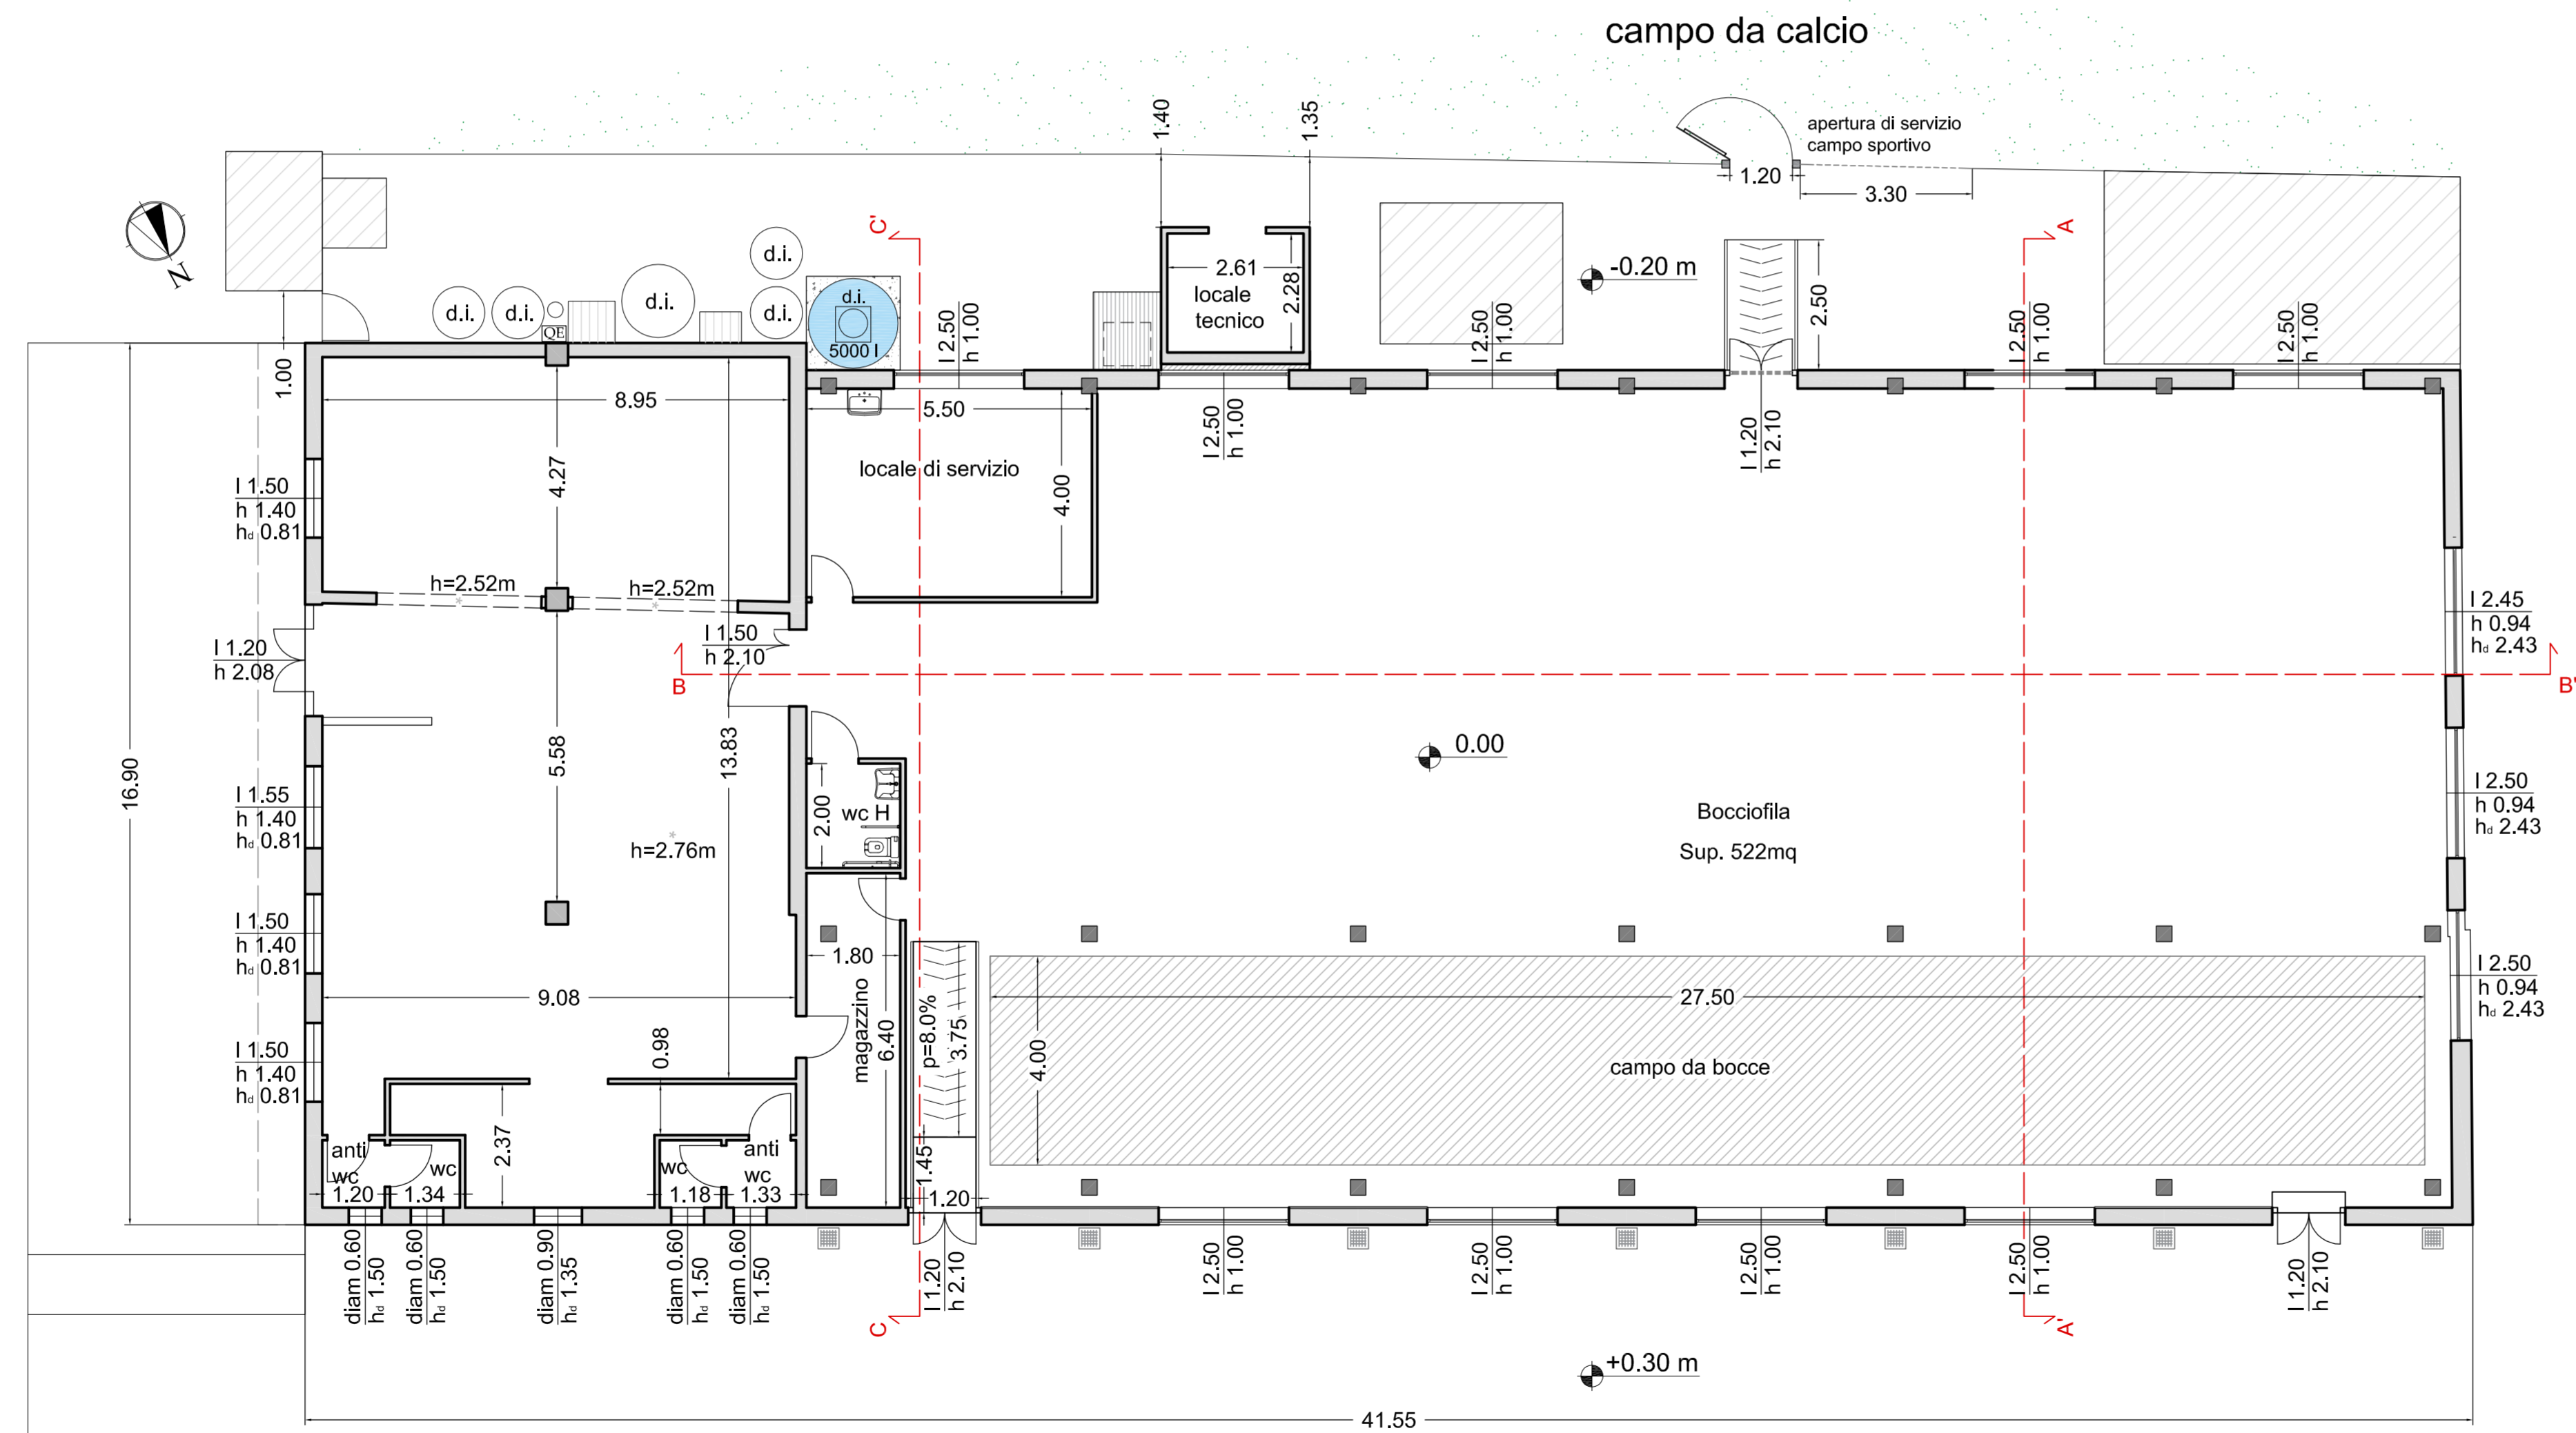 campo da calcio
1.40
1.35
apertura di servizio
campo sportivo
1.20
3.30
C'
A
N
d.i.
d.i.
d.i.
d.i.
d.i.
QE
d.i.
5000 l
2.61
2.28
locale
tecnico
-0.20 m
2.50
l 2.50
h 1.00
l 2.50
h 1.00
l 2.50
h 1.00
l 2.50
h 1.00
1.00
8.95
5.50
l 2.50
h 1.00
l 1.20
h 2.10
4.27
locale di servizio
4.00
l 1.50
h 1.40
hd 0.81
h=2.52m
h=2.52m
l 2.45
h 0.94
hd 2.43
l 1.20
h 2.08
l 1.50
h 2.10
B
B'
16.90
5.58
13.83
0.00
l 1.55
h 1.40
hd 0.81
2.00
wc H
Bocciofila
Sup. 522mq
l 2.50
h 0.94
hd 2.43
*
h=2.76m
l 1.50
h 1.40
hd 0.81
1.80
l 2.50
h 0.94
hd 2.43
9.08
27.50
magazzino
6.40
p=8.0%
3.75
4.00
campo da bocce
l 1.50
h 1.40
hd 0.81
0.98
2.37
anti
wc
wc
wc
anti
wc
1.20
1.34
1.18
1.33
1.45
1.20
diam 0.60
hd 1.50
diam 0.60
hd 1.50
diam 0.90
hd 1.35
diam 0.60
hd 1.50
diam 0.60
hd 1.50
l 1.20
h 2.10
l 2.50
h 1.00
l 2.50
h 1.00
l 2.50
h 1.00
l 2.50
h 1.00
l 1.20
h 2.10
C
A'
+0.30 m
41.55